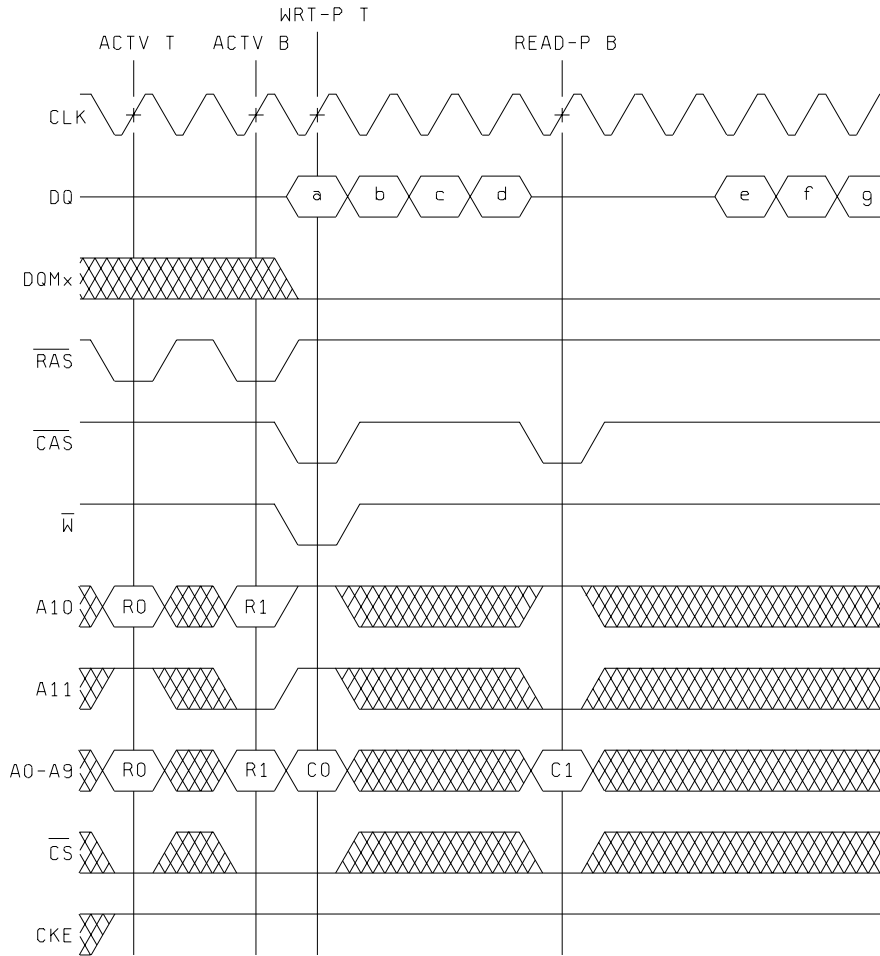 WRT-P T
ACTV T ACTV B READ-P B
CLK
DQ a b c d e f g
DQMx
RAS
CAS
W
A10 R0 R1
A11
A0-A9 R0 R1 C0 C1
CS
CKE